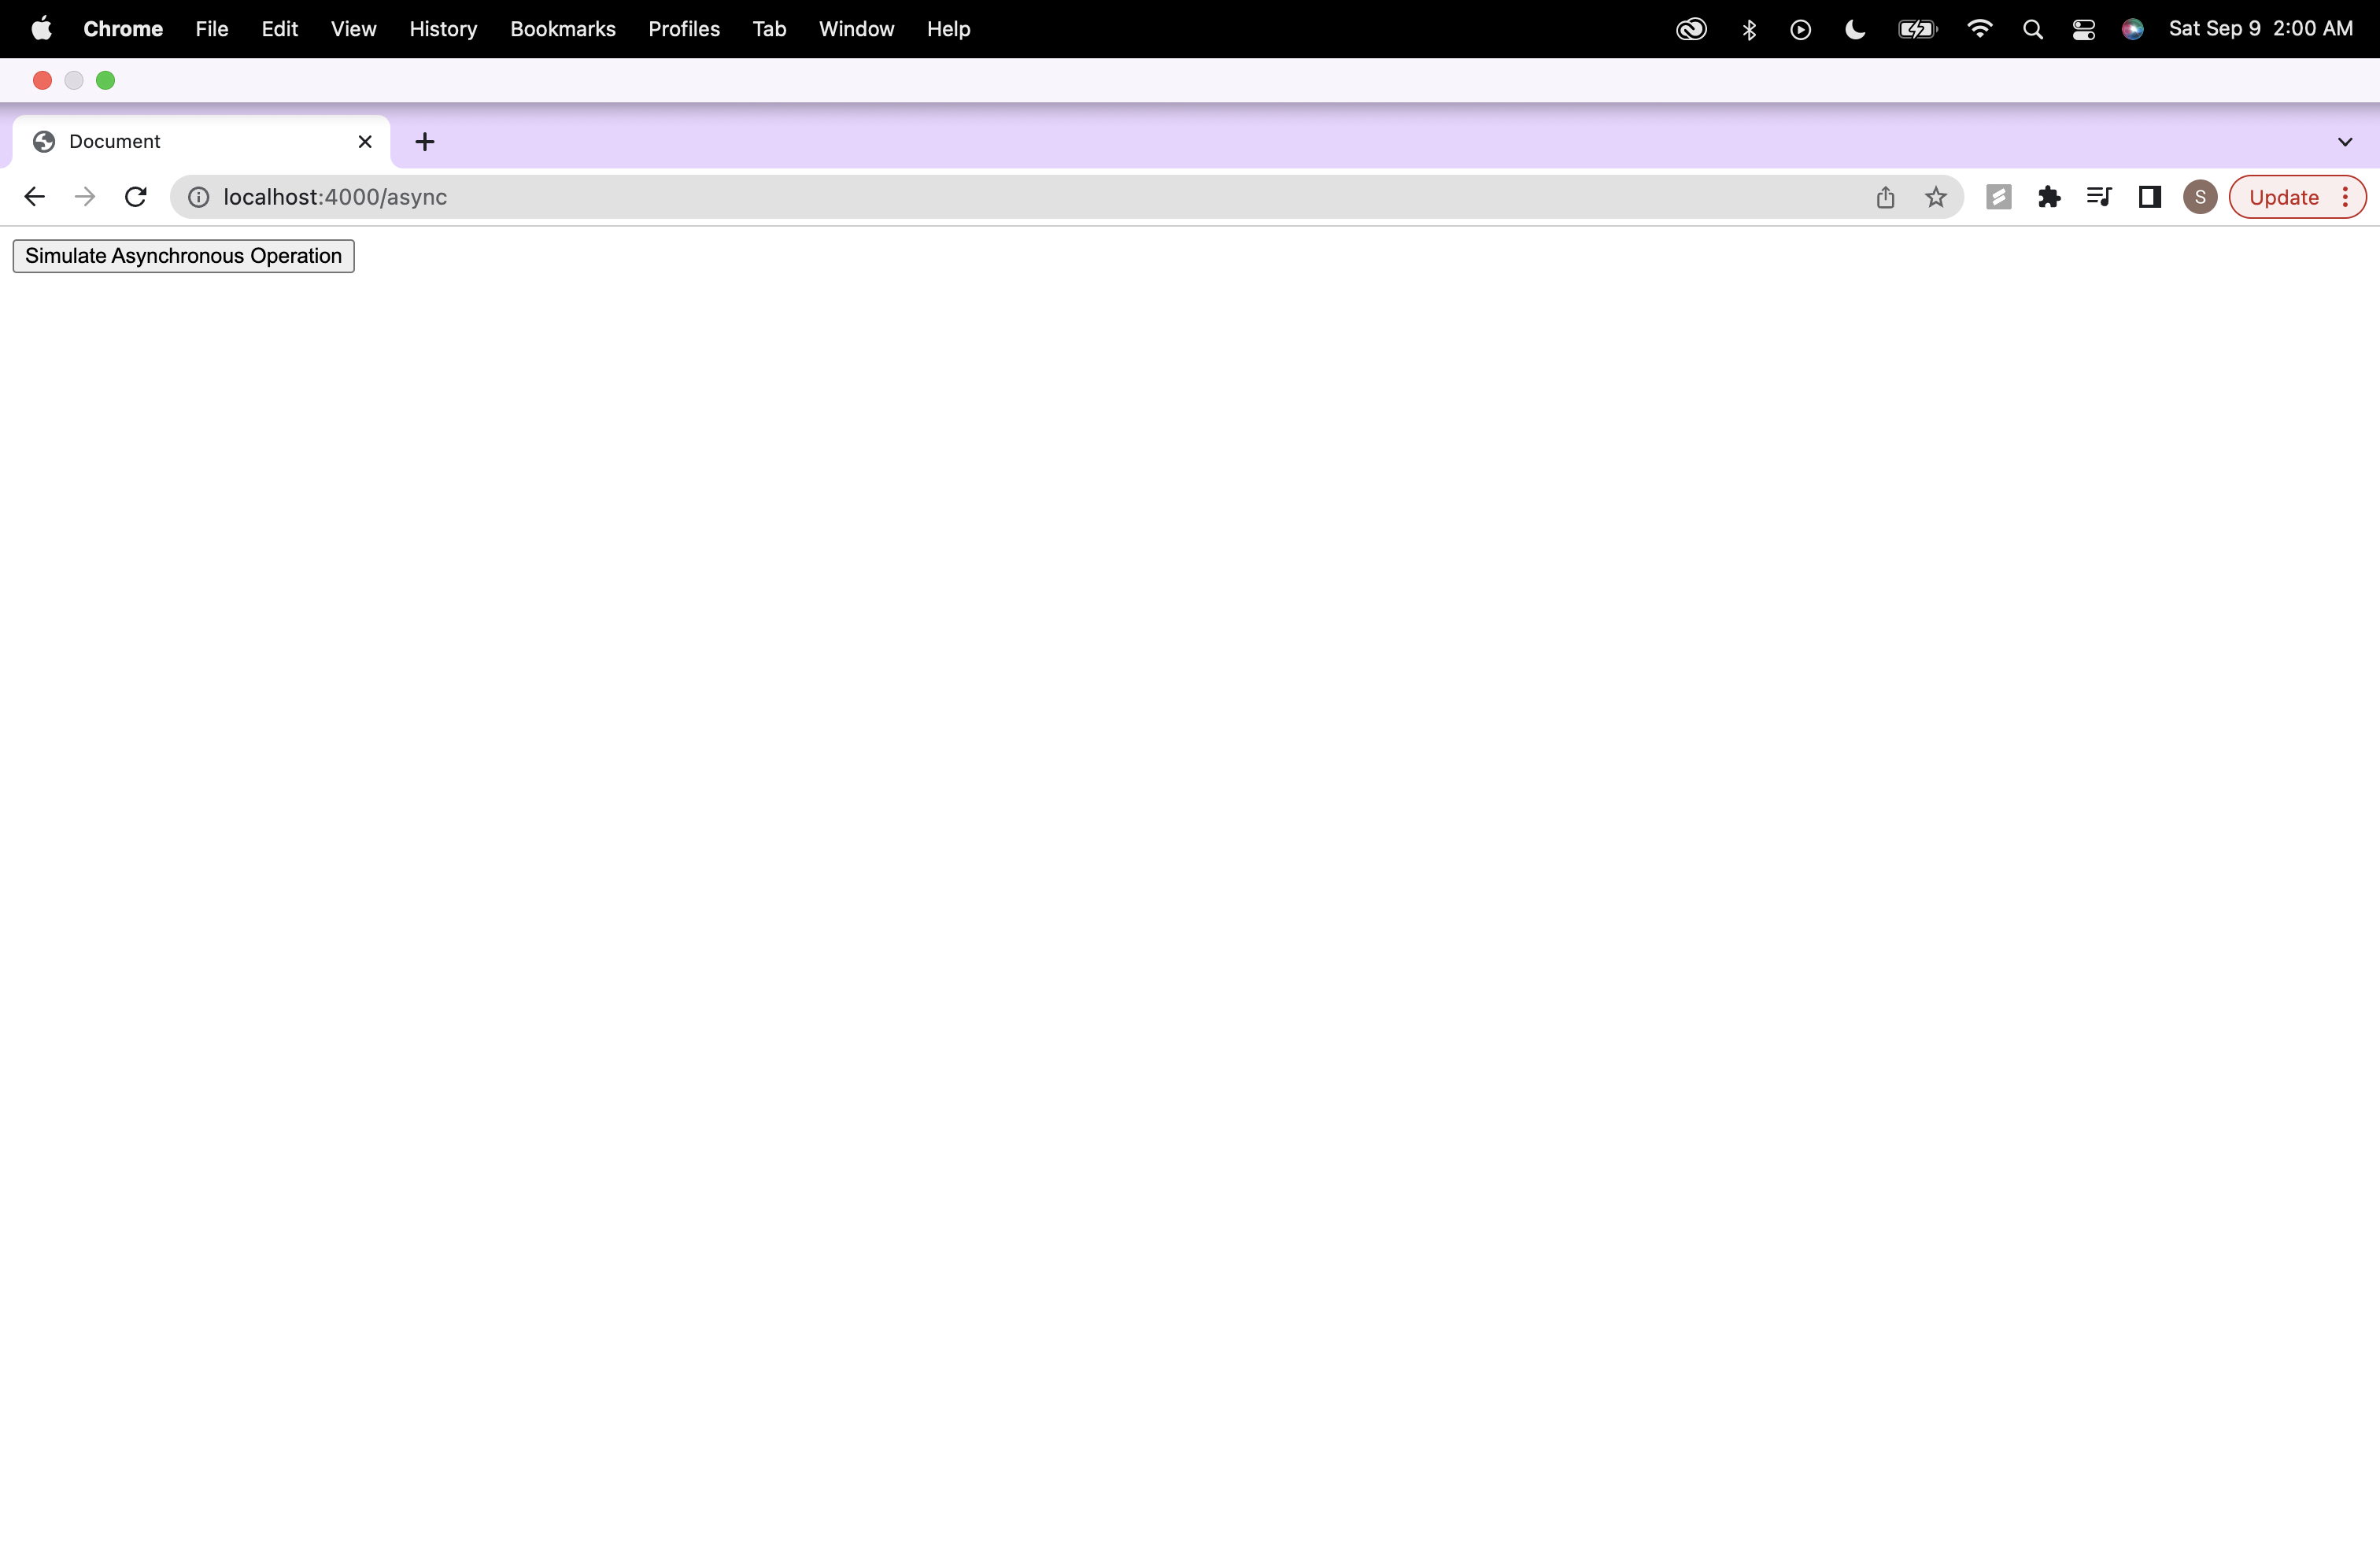 Chrome File Edit View History Bookmarks Profiles Tab Window Help Sat Sep 9 2:00 AM
Document
localhost:4000/async S Update
Simulate Asynchronous Operation